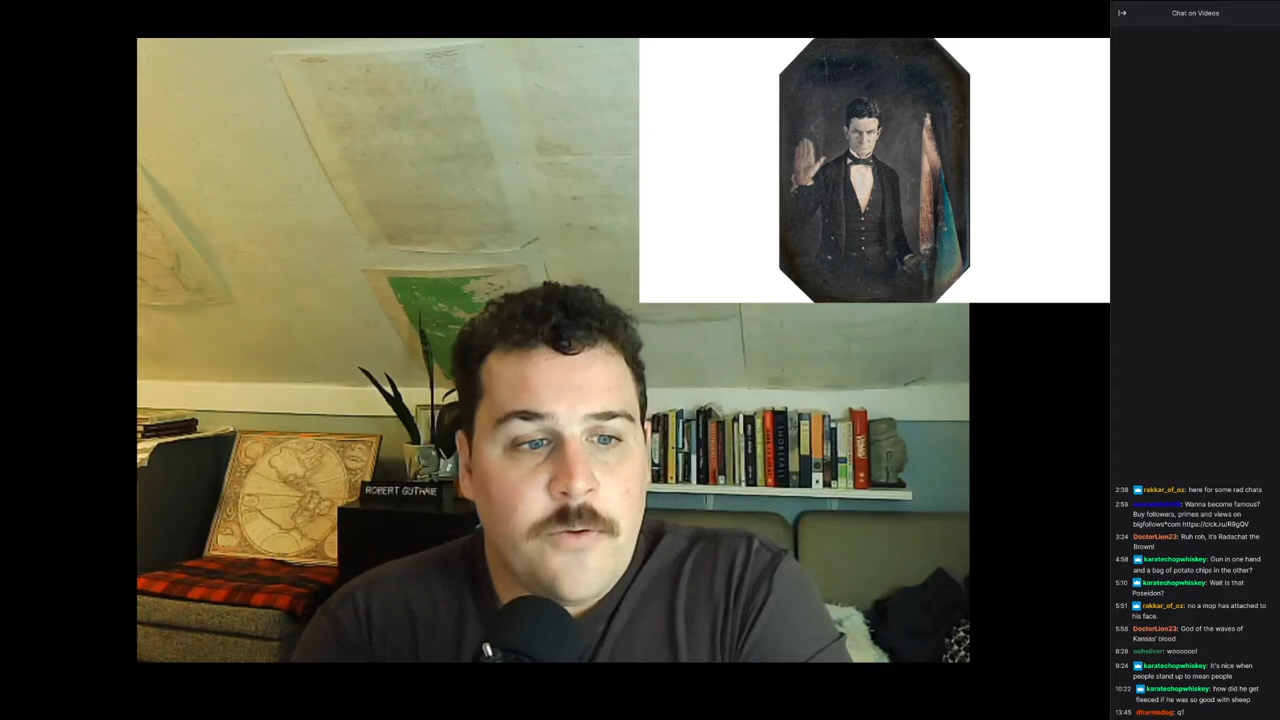 Chat on Videos
ROBERT GUTHRIE
SHOREFALL
2:38 rakkar_of_oz: here for some rad chats
2:59 : Wanna become famous?
Buy followers, primes and views on
bigfollows*com https://clck.ru/R9gQV
3:24 DoctorLion23: Ruh roh, it's Radachat the
Brown!
4:58 karatechopwhiskey: Gun in one hand
and a bag of potato chips in the other?
5:10 karatechopwhiskey: Wait is that
Poseidon?
5:51 rakkar_of_oz: no a mop has attached to
his face.
5:58 DoctorLion23: God of the waves of
Kansas' blood
8:28 oohsilver: woooooo!
9:24 karatechopwhiskey: It's nice when
people stand up to mean people
10:22 karatechopwhiskey: how did he get
fleeced if he was so good with sheep
13:45 dharmadog: q1